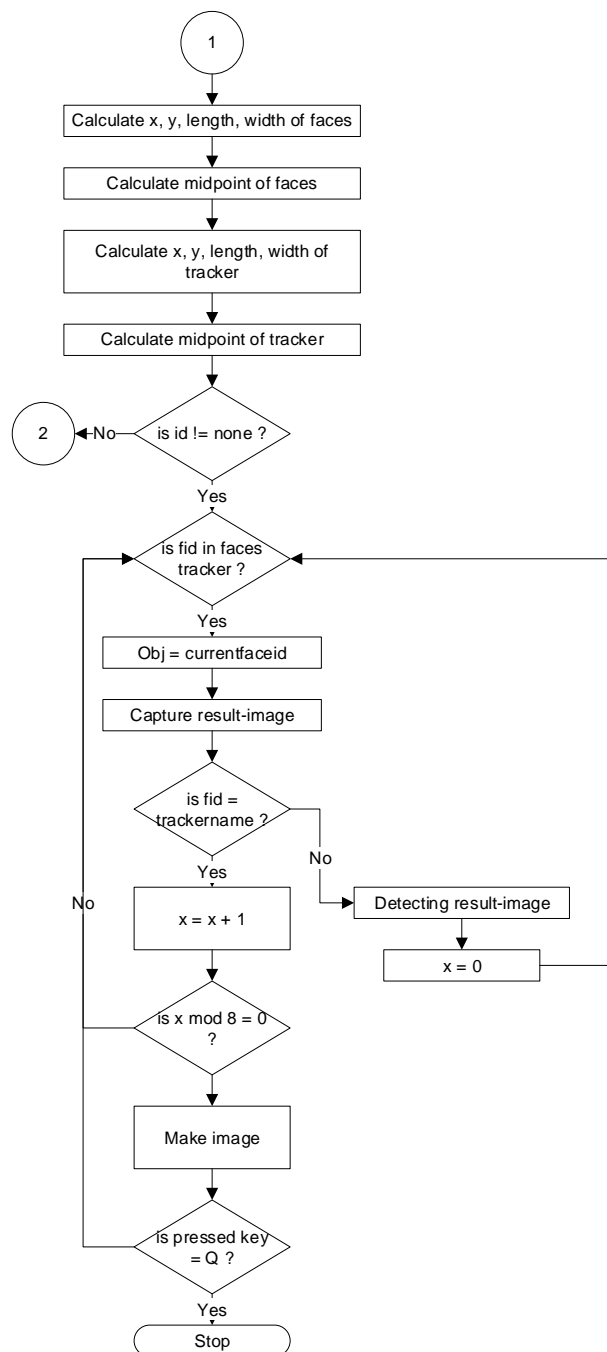 1
Calculate x, y, length, width of faces
Calculate midpoint of faces
Calculate x, y, length, width of
tracker
Calculate midpoint of tracker
2
No
is id != none ?
Yes
is fid in faces
tracker ?
Yes
Obj = currentfaceid
Capture result-image
is fid =
trackername ?
No
Yes
No
Detecting result-image
x = x + 1
x = 0
is x mod 8 = 0
?
Make image
is pressed key
= Q ?
Yes
Stop